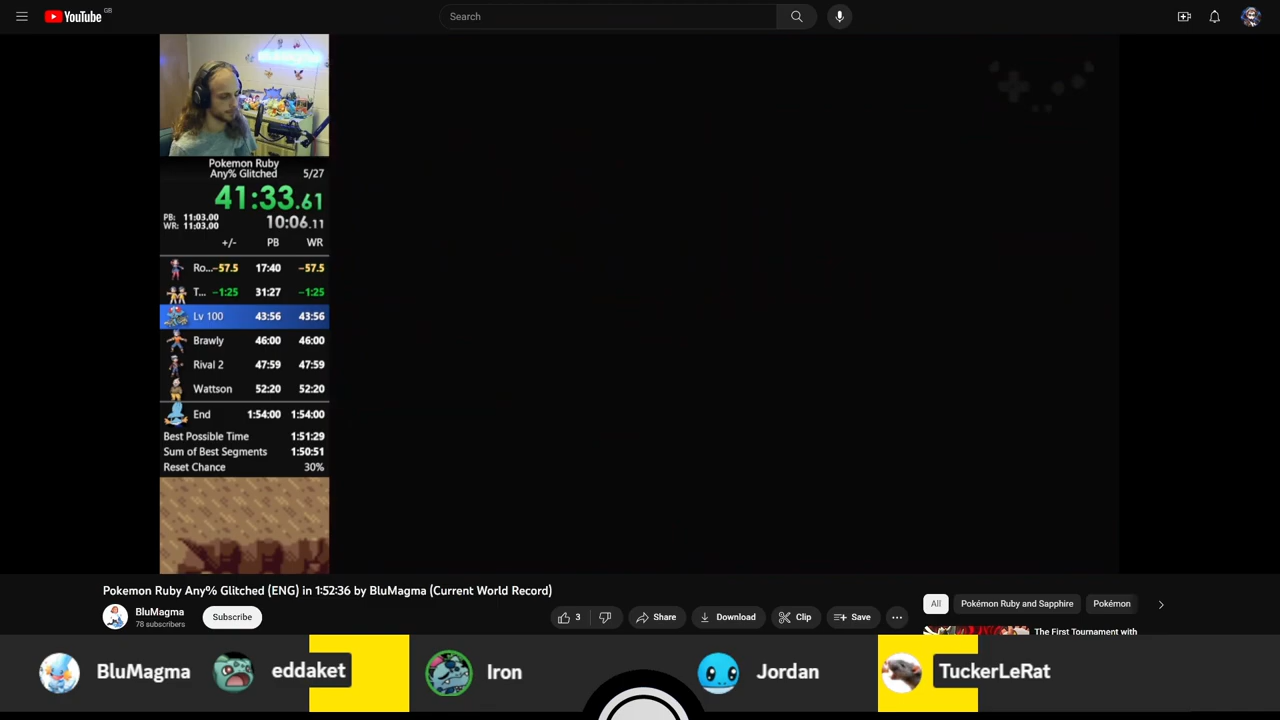 YouTube GB
Search
Pokemon Ruby
Any% Glitched 5/27
41:33.61
PB: 11:03.00
WR: 11:03.00
10:06.11
+/- PB WR
Ro... −57.5 17:40 −57.5
T... −1:25 31:27 −1:25
Lv 100 43:56 43:56
Brawly 46:00 46:00
Rival 2 47:59 47:59
Wattson 52:20 52:20
End 1:54:00 1:54:00
Best Possible Time 1:51:29
Sum of Best Segments 1:50:51
Reset Chance 30%
Pokemon Ruby Any% Glitched (ENG) in 1:52:36 by BluMagma (Current World Record)
BluMagma
78 subscribers
Subscribe
3
Share
Download
Clip
Save
All
Pokémon Ruby and Sapphire
Pokémon
The First Tournament with
BluMagma
eddaket
Iron
Jordan
TuckerLeRat